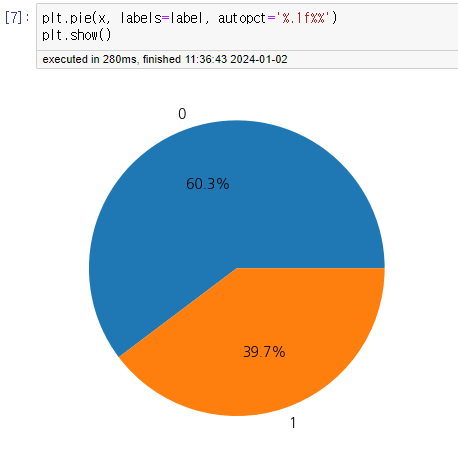 [7]: plt.pie(x, labels=label, autopct='%.1f%%')
plt.show()
executed in 280ms, finished 11:36:43 2024-01-02
0
60.3%
39.7%
1